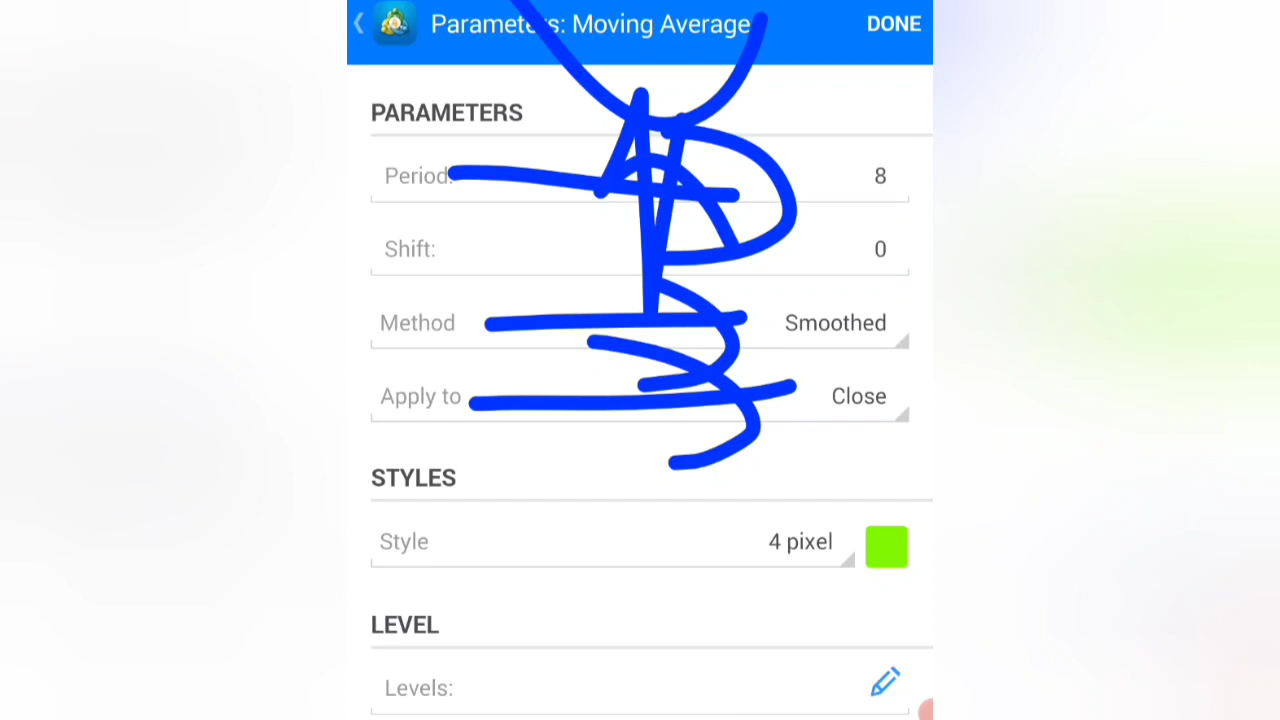 Parameters: Moving Average DONE
PARAMETERS
Period: 8
Shift: 0
Method Smoothed
Apply to Close
STYLES
Style 4 pixel
LEVEL
Levels: